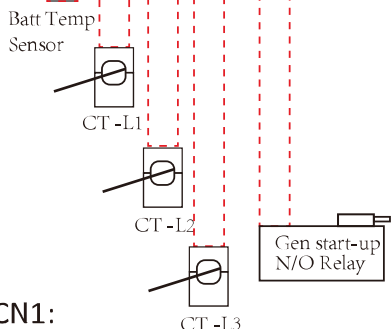 Batt Temp
Sensor
CT -L1
CT -L2
Gen start-up
N/O Relay
CN1:
CT -L3